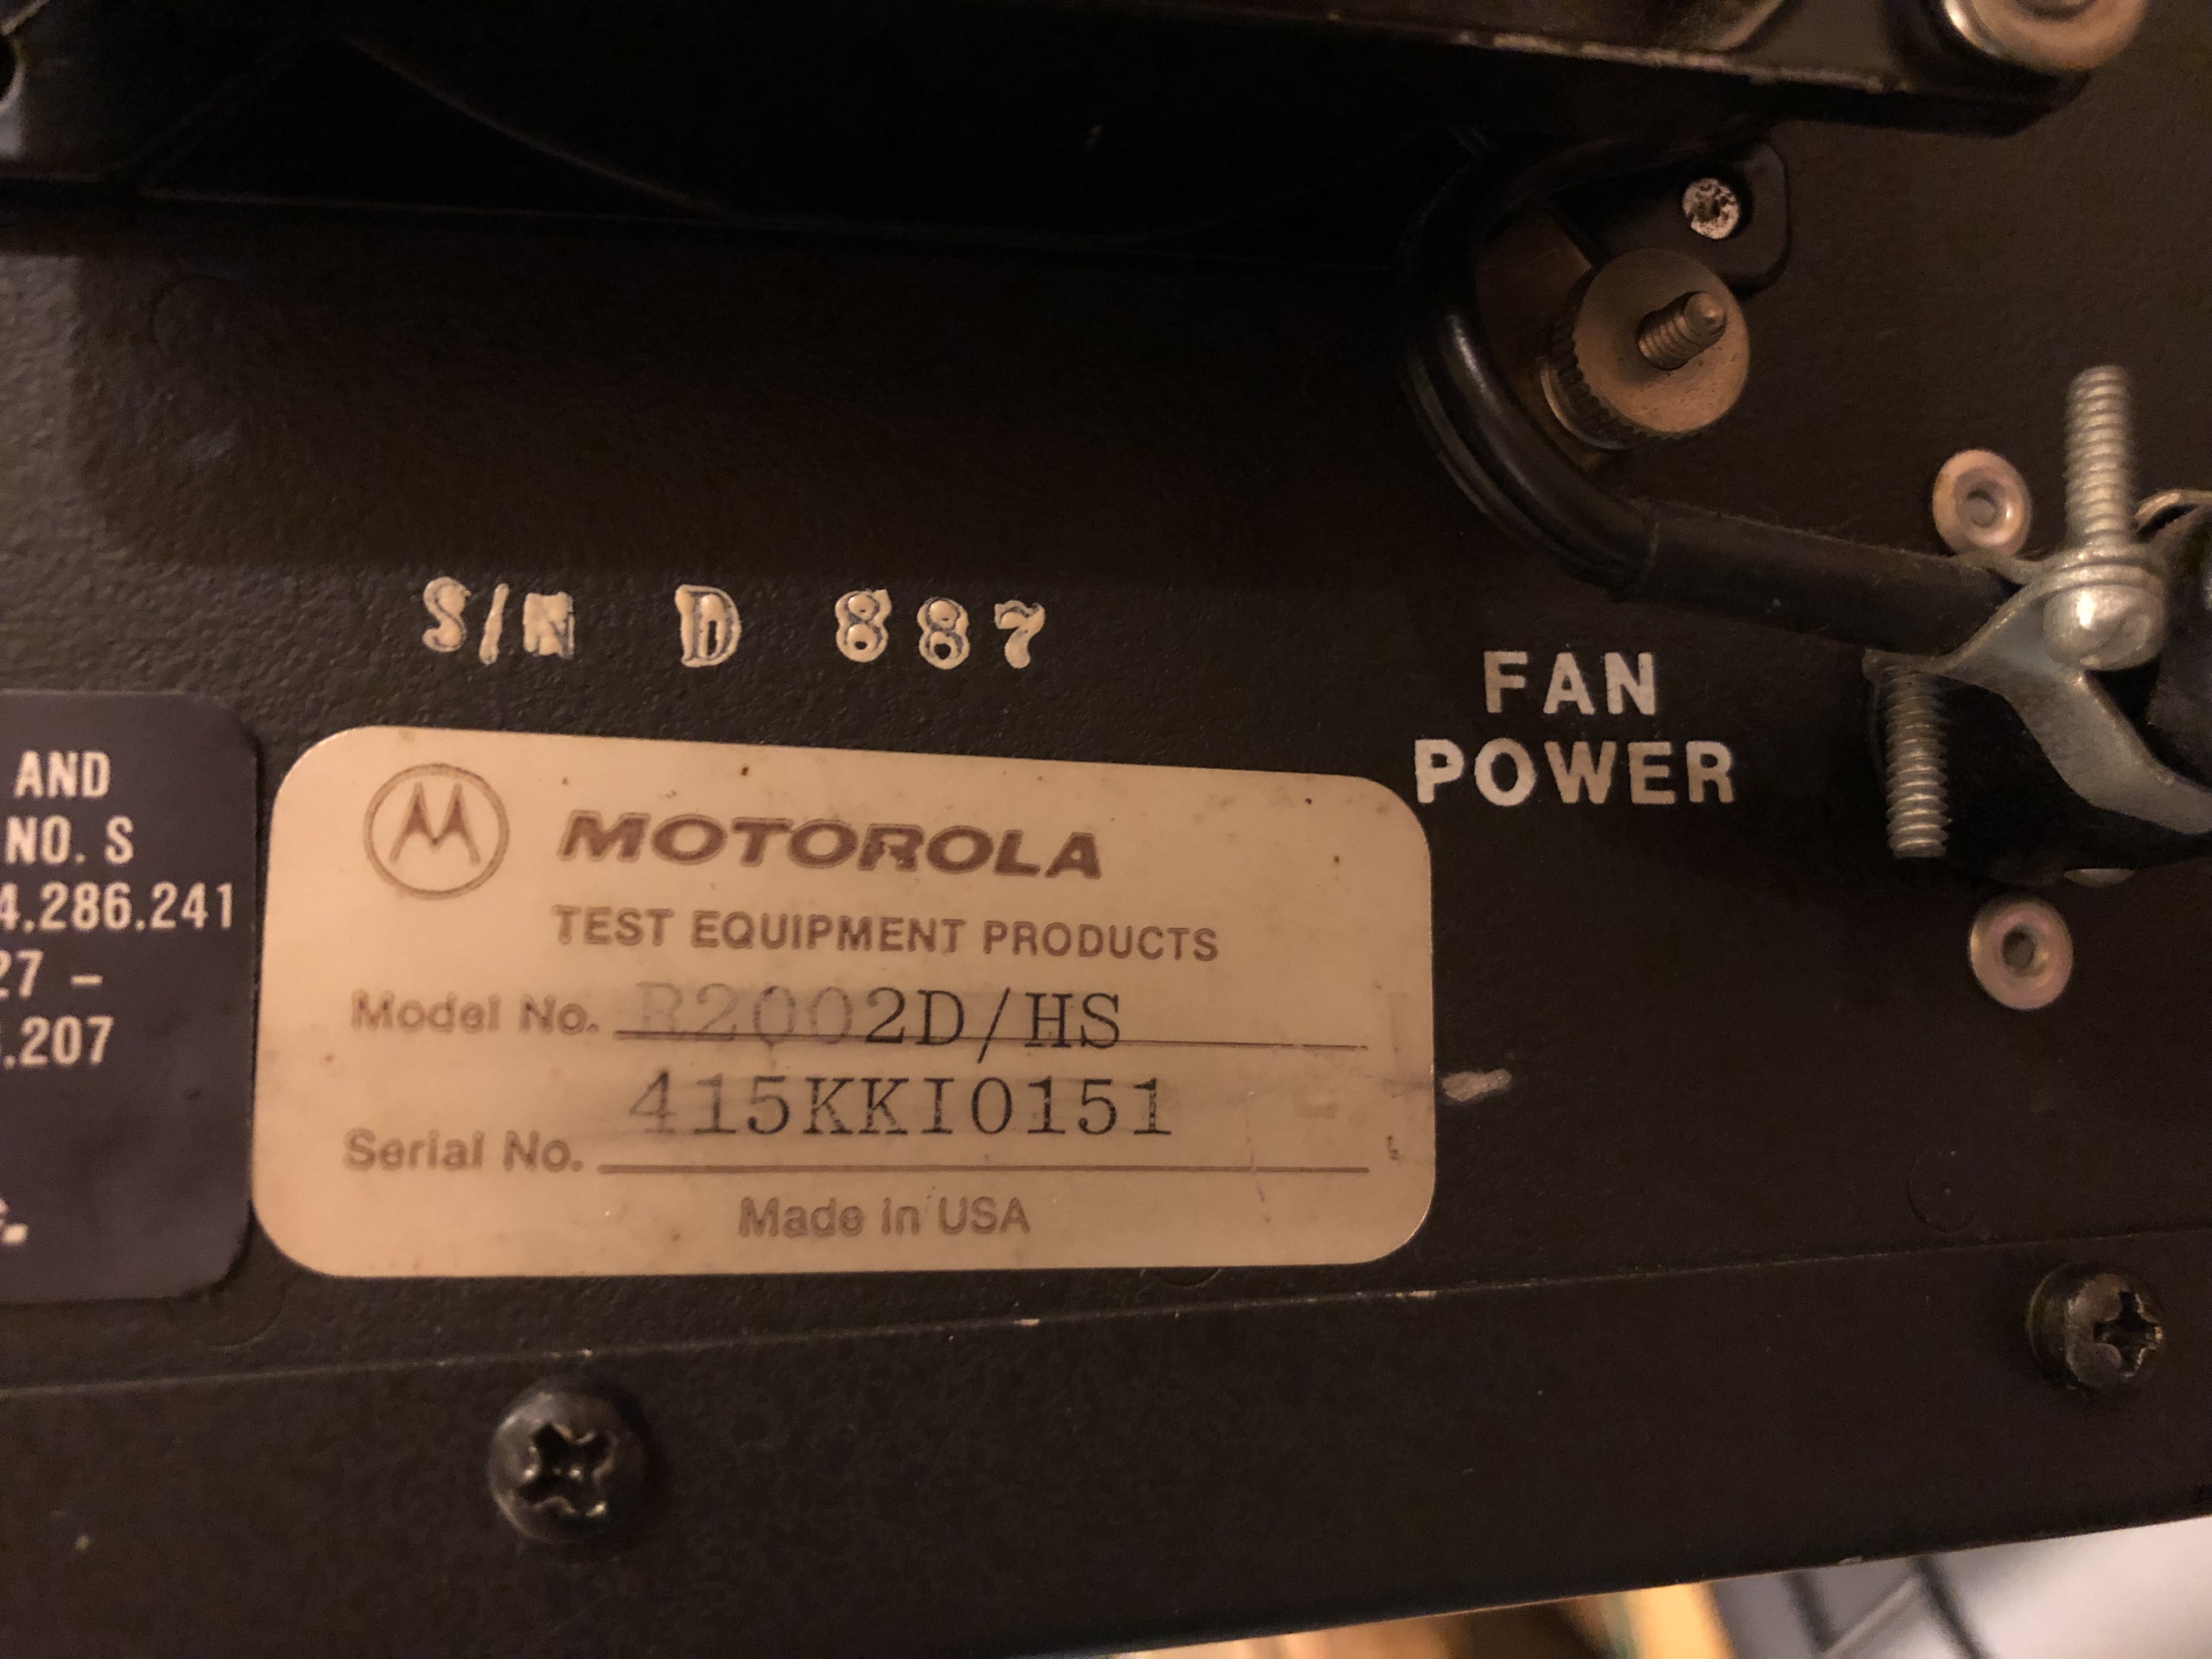 S/N D 887
FAN
POWER
AND
NO. S
4.286.241
27 –
.207
MOTOROLA
TEST EQUIPMENT PRODUCTS
Model No. R2002D/HS
415KKI0151
Serial No.
Made in USA